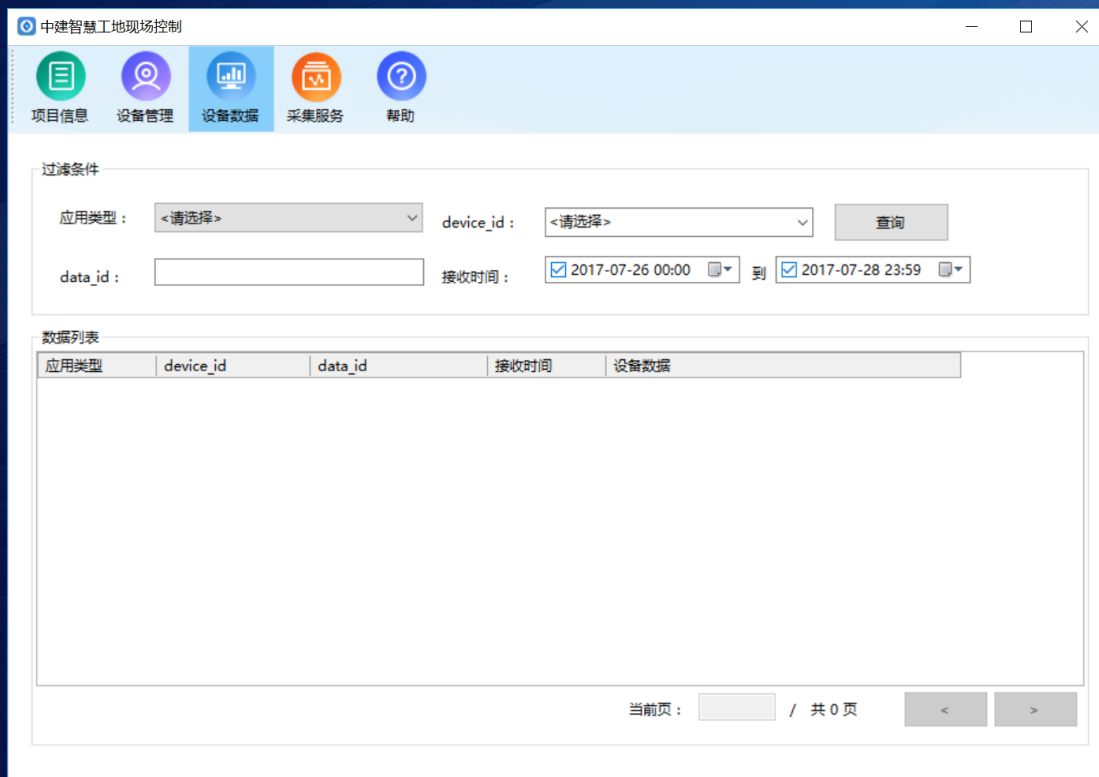 中建智慧工地现场控制
项目信息 设备管理 设备数据 采集服务 帮助
过滤条件
应用类型： <请选择> device_id： <请选择> 查询
data_id： 接收时间： 2017-07-26 00:00 到 2017-07-28 23:59
数据列表
应用类型 device_id data_id 接收时间 设备数据
当前页： / 共 0 页 < >